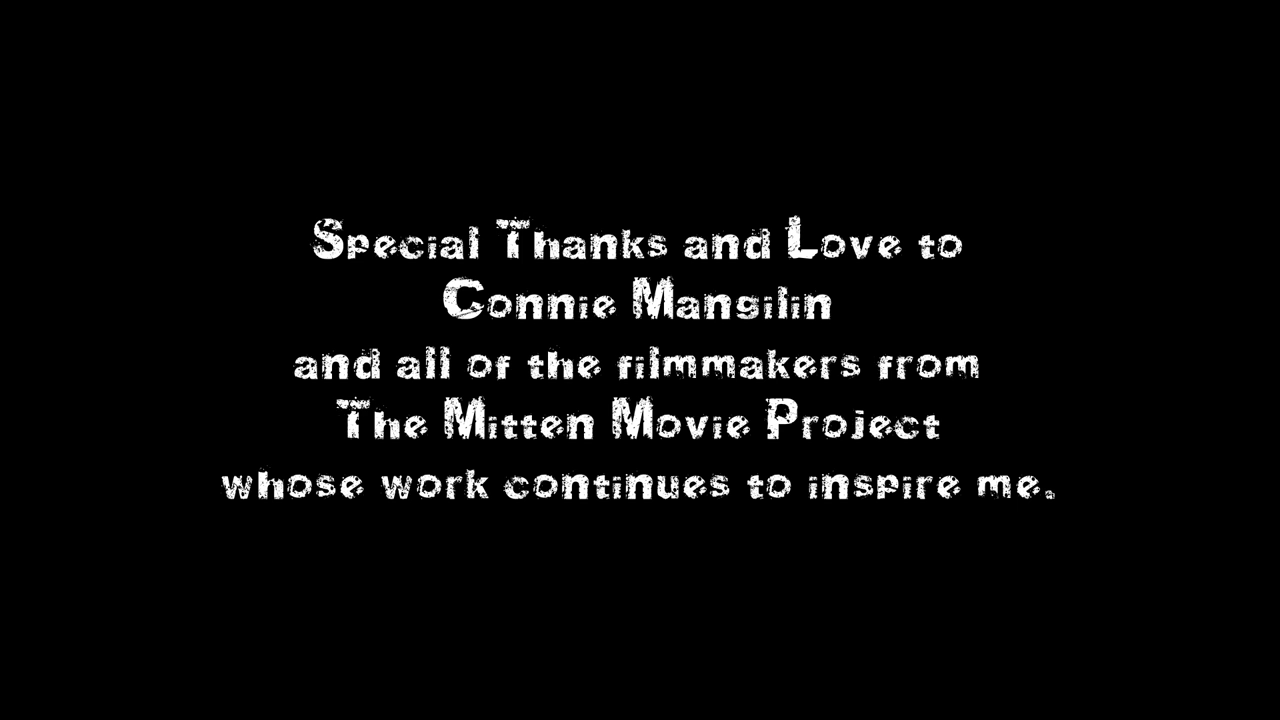 Special Thanks and Love to
Connie Mangilin
and all of the filmmakers from
The Mitten Movie Project
whose work continues to inspire me.